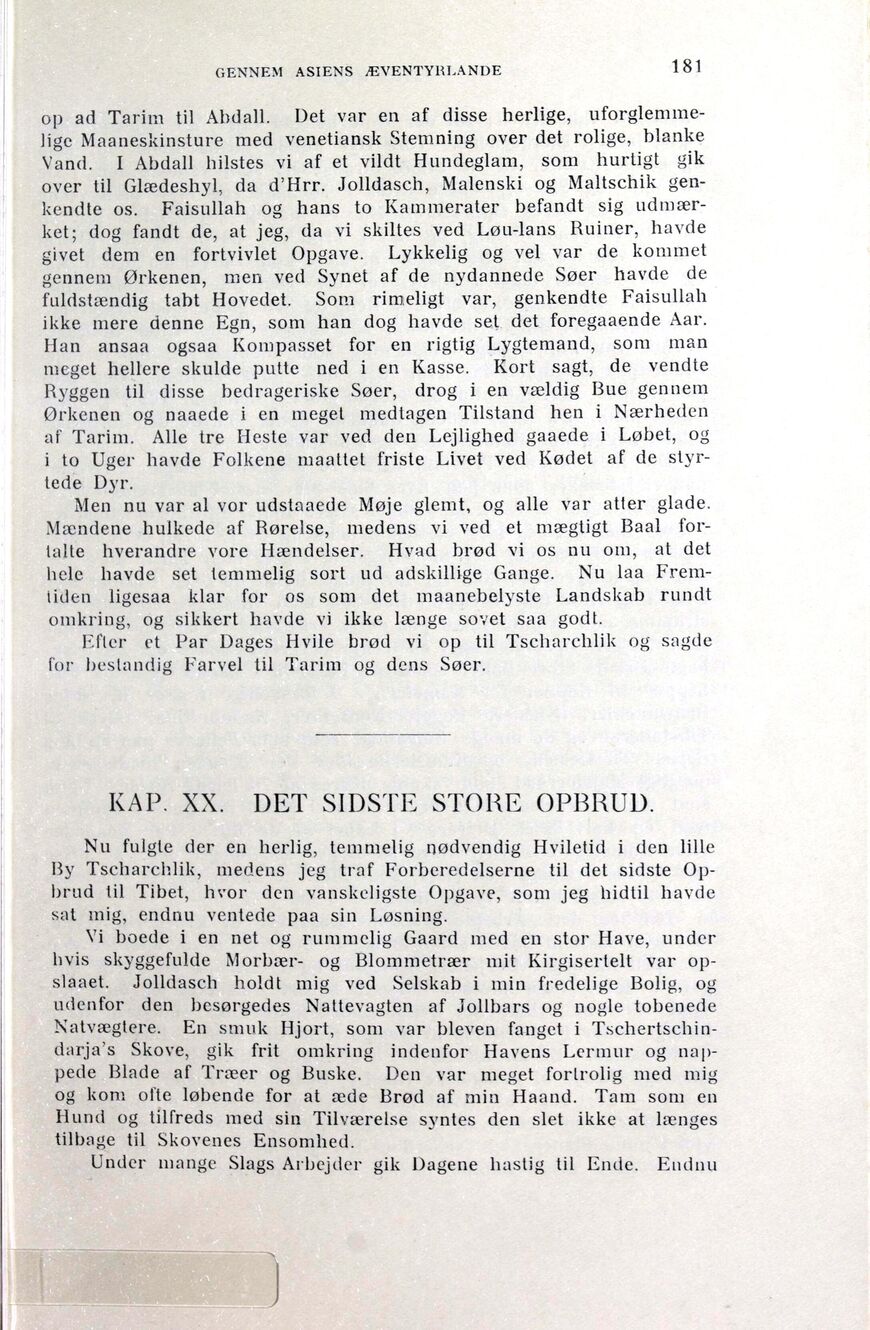 GENNEM ASIENS ÆVENTYRLANDE 181
op ad Tarim til Abdall. Det var en af disse herlige, uforglemme-
lige Maaneskinsture med venetiansk Stemning over det rolige, blanke
Vand. I Abdall hilstes vi af et vildt Hundeglam, som hurtigt gik
over til Glædeshyl, da d'Hrr. Jolldasch, Malenski og Maltschik gen-
kendte os. Faisullah og hans to Kammerater befandt sig udmær-
ket; dog fandt de, at jeg, da vi skiltes ved Løu-lans Ruiner, havde
givet dem en fortvivlet Opgave. Lykkelig og vel var de kommet
gennem Ørkenen, men ved Synet af de nydannede Søer havde de
fuldstændig tabt Hovedet. Som rimeligt var, genkendte Faisullah
ikke mere denne Egn, som han dog havde set det foregaaende Aar.
Han ansaa ogsaa Kompasset for en rigtig Lygtemand, som man
meget hellere skulde putte ned i en Kasse. Kort sagt, de vendte
Ryggen til disse bedrageriske Søer, drog i en vældig Bue gennem
Ørkenen og naaede i en meget medtagen Tilstand hen i Nærheden
af Tarim. Alle tre Heste var ved den Lejlighed gaaede i Løbet, og
i to Uger havde Folkene maattet friste Livet ved Kødet af de styr-
tede Dyr.
Men nu var al vor udstaaede Møje glemt, og alle var atter glade.
Mændene hulkede af Rørelse, medens vi ved et mægtigt Baal for-
talte hverandre vore Hændelser. Hvad brød vi os nu om, at det
hele havde set temmelig sort ud adskillige Gange. Nu laa Frem-
tiden ligesaa klar for os som det maanebelyste Landskab rundt
omkring, og sikkert havde vi ikke længe sovet saa godt.
Efter et Par Dages Hvile brød vi op til Tscharchlik og sagde
for bestandig Farvel til Tarim og dens Søer.
KAP. XX. DET SIDSTE STORE OPBRUD.
Nu fulgte der en herlig, temmelig nødvendig Hviletid i den lille
By Tscharchlik, medens jeg traf Forberedelserne til det sidste Op-
brud til Tibet, hvor den vanskeligste Opgave, som jeg hidtil havde
sat mig, endnu ventede paa sin Løsning.
Vi boede i en net og rummelig Gaard med en stor Have, under
hvis skyggefulde Morbær- og Blommetrær mit Kirgisertelt var op-
slaaet. Jolldasch holdt mig ved Selskab i min fredelige Bolig, og
udenfor den besørgedes Nattevagten af Jollbars og nogle tobenede
Natvægtere. En smuk Hjort, som var bleven fanget i Tschertschin-
darja's Skove, gik frit omkring indenfor Havens Lermur og nap-
pede Blade af Træer og Buske. Den var meget fortrolig med mig
og kom ofte løbende for at æde Brød af min Haand. Tam som en
Hund og tilfreds med sin Tilværelse syntes den slet ikke at længes
tilbage til Skovenes Ensomhed.
Under mange Slags Arbejder gik Dagene hastig til Ende. Endnu